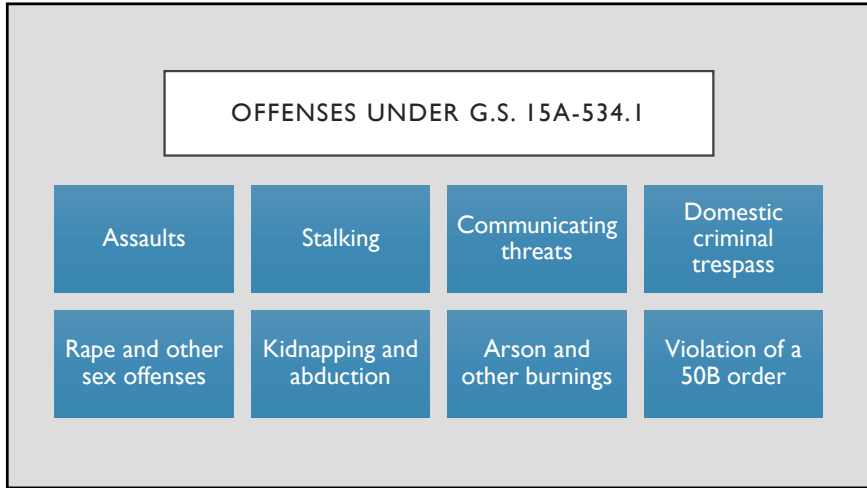 OFFENSES UNDER G.S. 15A-534.1
Assaults
Stalking
Communicating
threats
Domestic
criminal
trespass
Rape and other
sex offenses
Kidnapping and
abduction
Arson and
other burnings
Violation of a
50B order